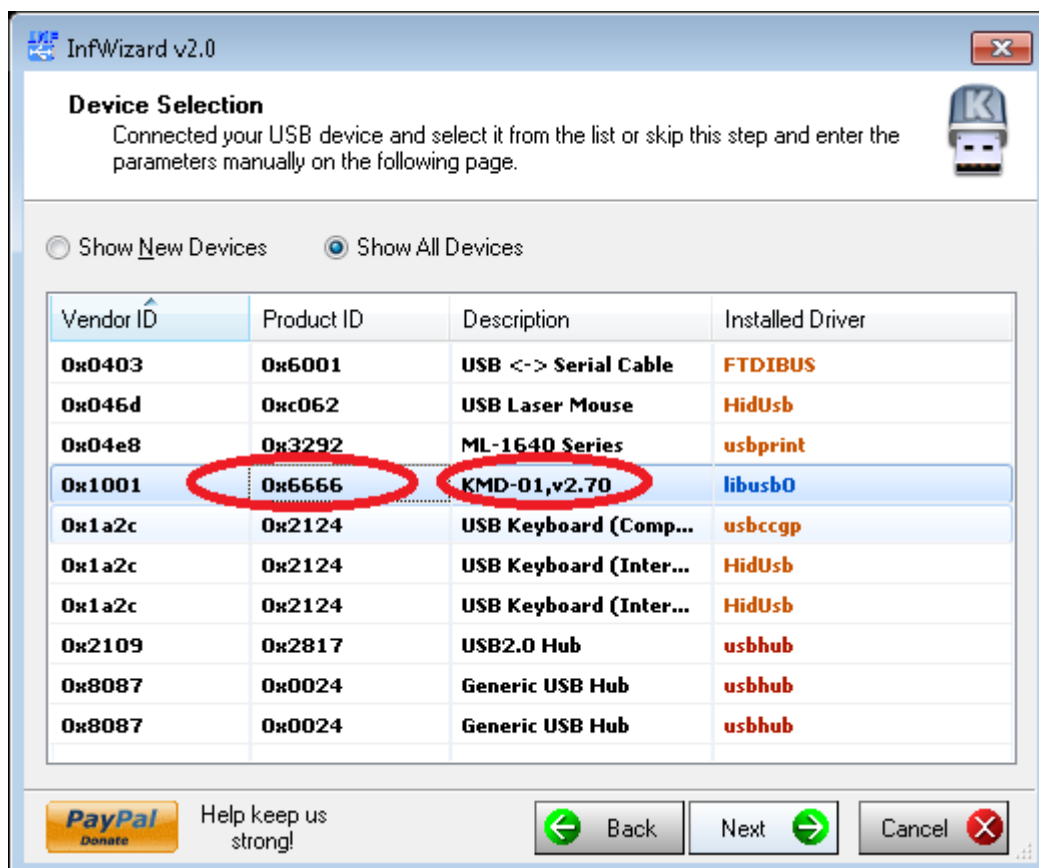 InfWizard v2.0
Device Selection
Connected your USB device and select it from the list or skip this step and enter the
parameters manually on the following page.
K
Show New Devices Show All Devices
Vendor ID Product ID Description Installed Driver
0x0403 0x6001 USB <-> Serial Cable FTDIBUS
0x046d 0xc062 USB Laser Mouse HidUsb
0x04e8 0x3292 ML-1640 Series usbprint
0x1001 0x6666 KMD-01,v2.70 libusb0
0x1a2c 0x2124 USB Keyboard (Comp... usbccgp
0x1a2c 0x2124 USB Keyboard (Inter... HidUsb
0x1a2c 0x2124 USB Keyboard (Inter... HidUsb
0x2109 0x2817 USB2.0 Hub usbhub
0x8087 0x0024 Generic USB Hub usbhub
0x8087 0x0024 Generic USB Hub usbhub
PayPal
Donate
Help keep us
strong!
Back Next Cancel